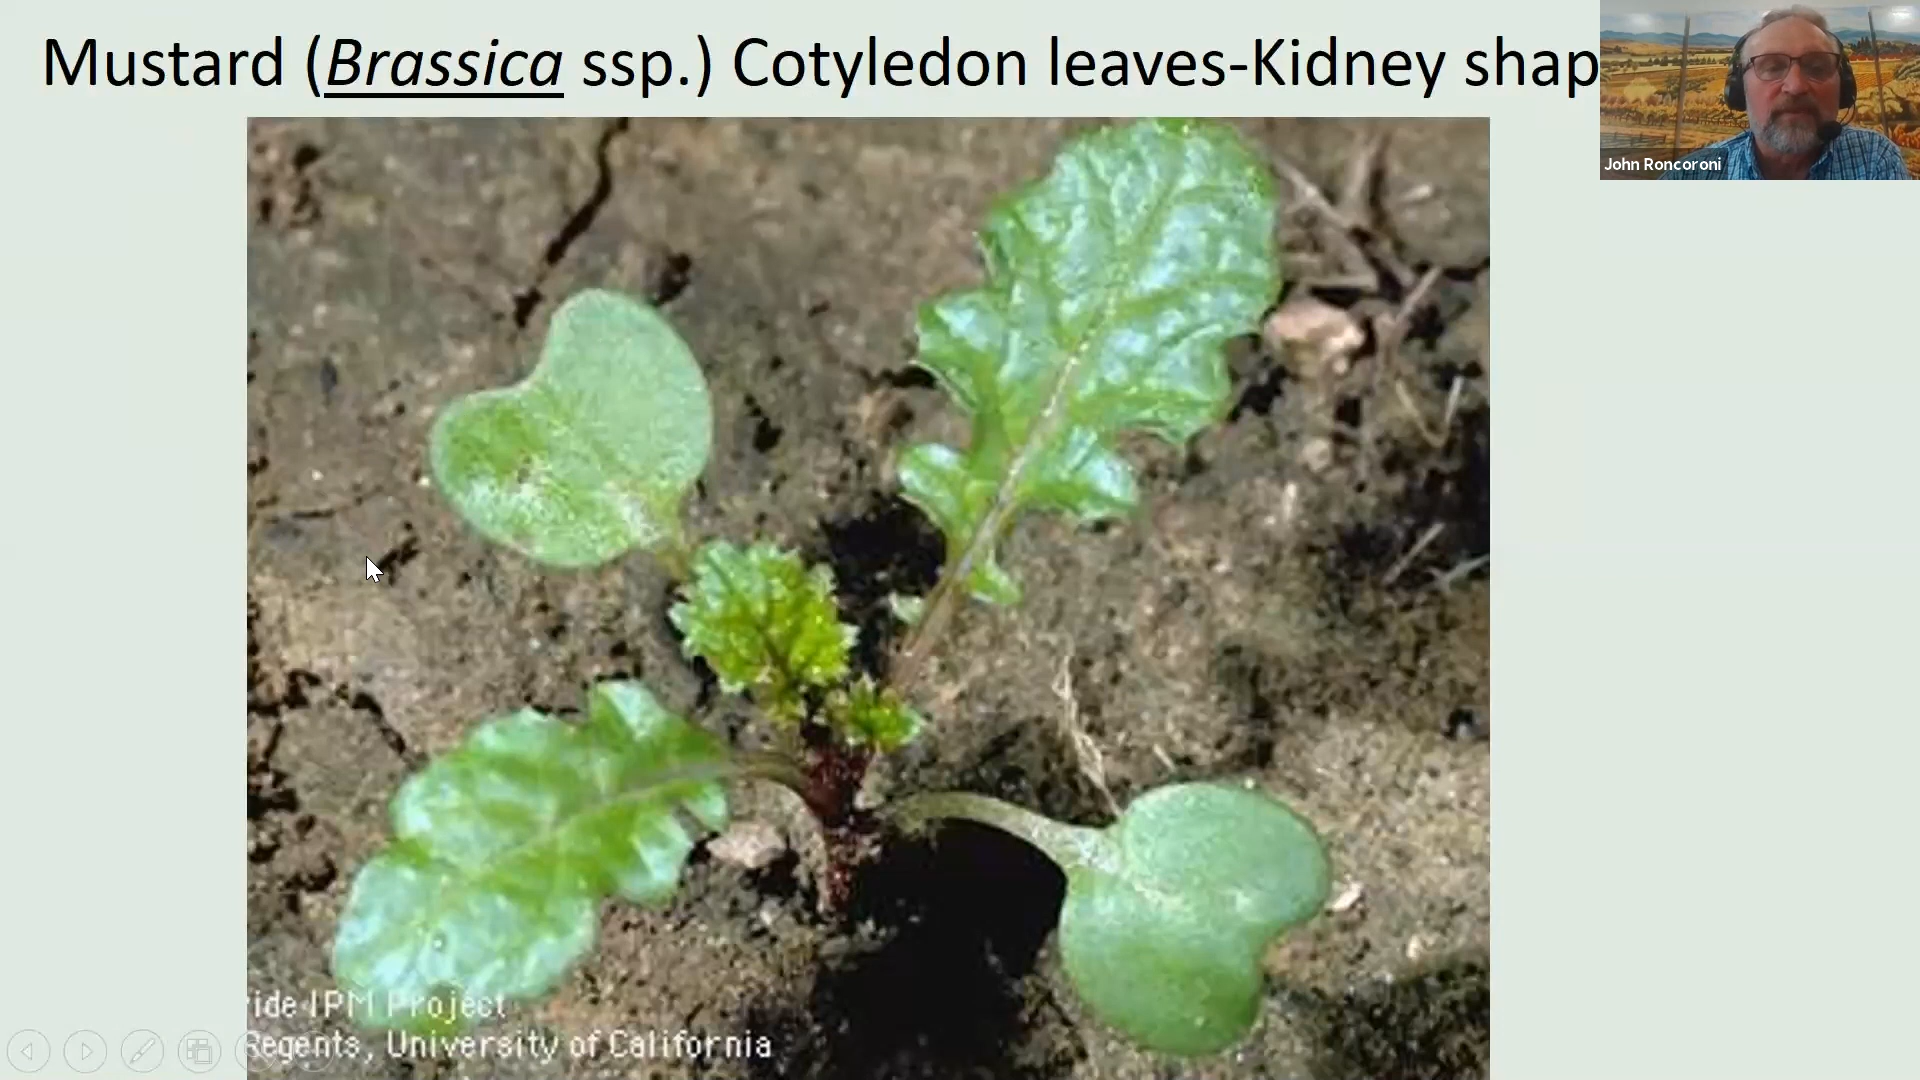 Mustard (Brassica ssp.) Cotyledon leaves-Kidney shap
John Roncoroni
ide IPM Project
Regents, University of California